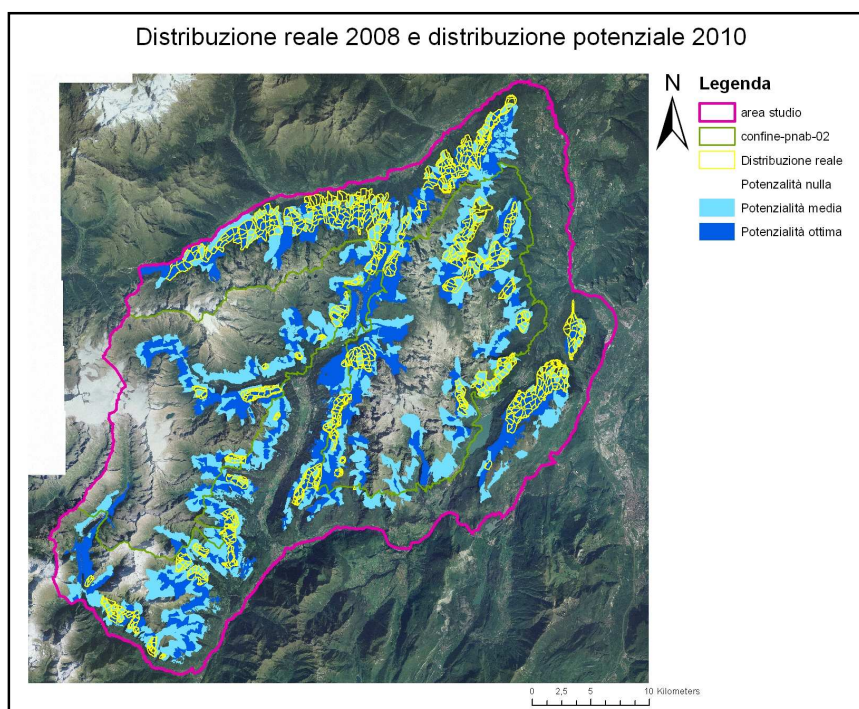 Distribuzione reale 2008 e distribuzione potenziale 2010
N
Legenda
area studio
confine-pnab-02
Distribuzione reale
Potenzalità nulla
Potenzialità media
Potenzialità ottima
0 2,5 5 10 Kilometers